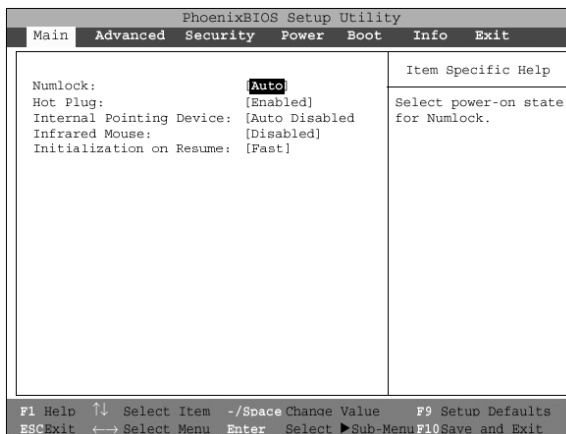 PhoenixBIOS Setup Utility
Main Advanced Security Power Boot Info Exit
Item Specific Help
Numlock: [Auto]
Hot Plug: [Enabled]
Internal Pointing Device: [Auto Disabl
Infrared Mouse: [Disabled]
Initialization on Resume: [Fast]
Select power-on state
for Numlock.
F1 Help ↑↓ Select Item -/Space Change Value F9 Setup Defaults
ESC Exit ←→ Select Menu Enter Select ▶Sub-Menu F10 Save and Exit